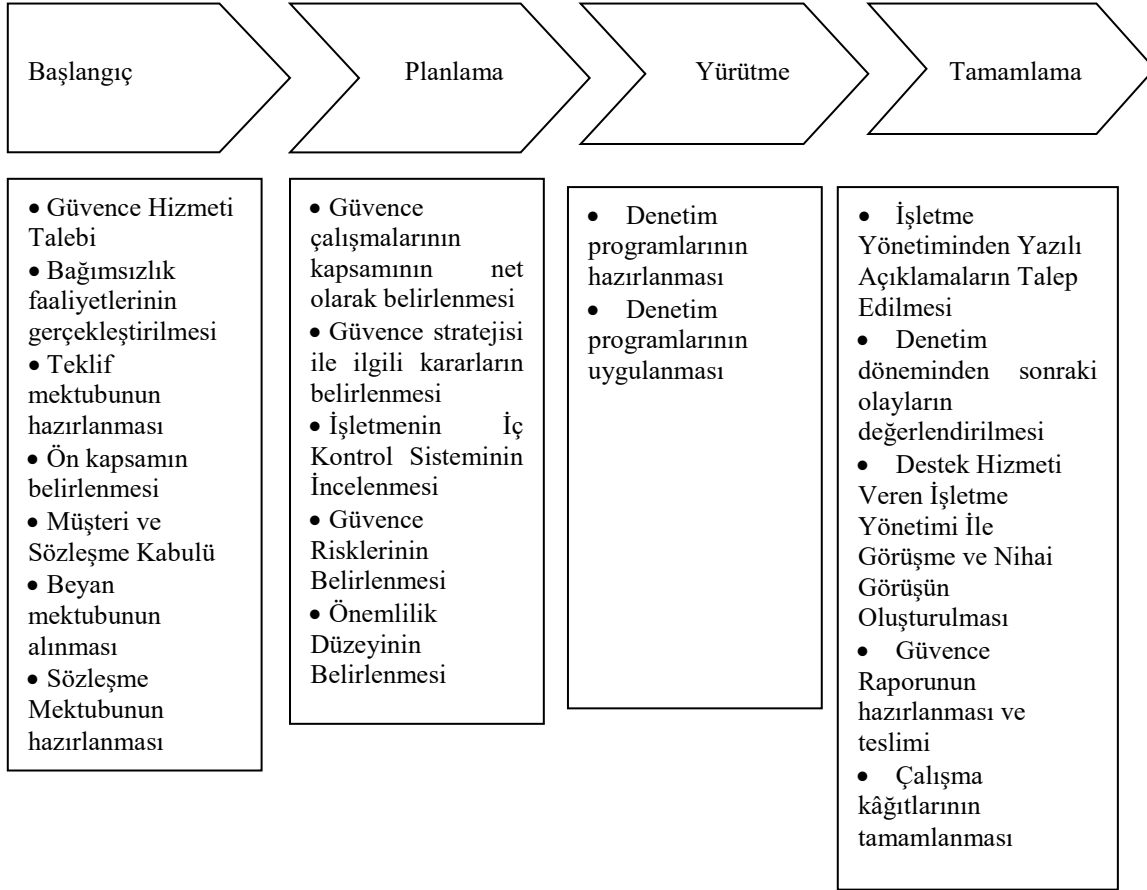 Başlangıç
Planlama
Yürütme
Tamamlama
• Güvence Hizmeti
Talebi
• Bağımsızlık
faaliyetlerinin
gerçekleştirilmesi
• Teklif
mektubunun
hazırlanması
• Ön kapsamın
belirlenmesi
• Müşteri ve
Sözleşme Kabulü
• Beyan
mektubunun
alınması
• Sözleşme
Mektubunun
hazırlanması
• Güvence
çalışmalarının
kapsamının net
olarak belirlenmesi
• Güvence stratejisi
ile ilgili kararların
belirlenmesi
• İşletmenin İç
Kontrol Sisteminin
İncelenmesi
• Güvence
Risklerinin
Belirlenmesi
• Önemlilik
Düzeyinin
Belirlenmesi
• Denetim
programlarının
hazırlanması
• Denetim
programlarının
uygulanması
• İşletme
Yönetiminden Yazılı
Açıklamaların Talep
Edilmesi
• Denetim
döneminden sonraki
olayların
değerlendirilmesi
• Destek Hizmeti
Veren İşletme
Yönetimi İle
Görüşme ve Nihai
Görüşün
Oluşturulması
• Güvence
Raporunun
hazırlanması ve
teslimi
• Çalışma
kâğıtlarının
tamamlanması